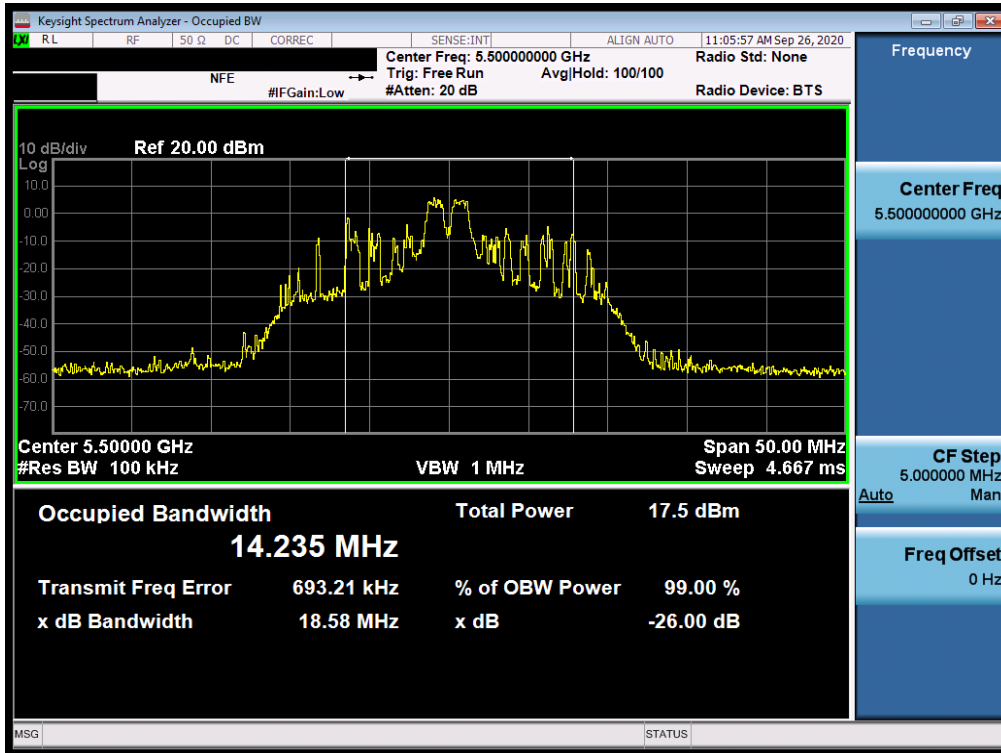 Keysight Spectrum Analyzer - Occupied BW
LXI RL RF 50 Ω DC CORREC SENSE:INT ALIGN AUTO 11:05:57 AM Sep 26, 2020
Center Freq: 5.500000000 GHz Radio Std: None
NFE Trig: Free Run Avg|Hold: 100/100
#IFGain:Low #Atten: 20 dB Radio Device: BTS
10 dB/div Ref 20.00 dBm
Log
10.0
0.00
-10.0
-20.0
-30.0
-40.0
-50.0
-60.0
-70.0
Center 5.50000 GHz Span 50.00 MHz
#Res BW 100 kHz VBW 1 MHz Sweep 4.667 ms
Occupied Bandwidth Total Power 17.5 dBm
14.235 MHz
Transmit Freq Error 693.21 kHz % of OBW Power 99.00 %
x dB Bandwidth 18.58 MHz x dB -26.00 dB
MSG STATUS
Frequency
Center Freq
5.500000000 GHz
CF Step
5.000000 MHz
Auto Man
Freq Offset
0 Hz